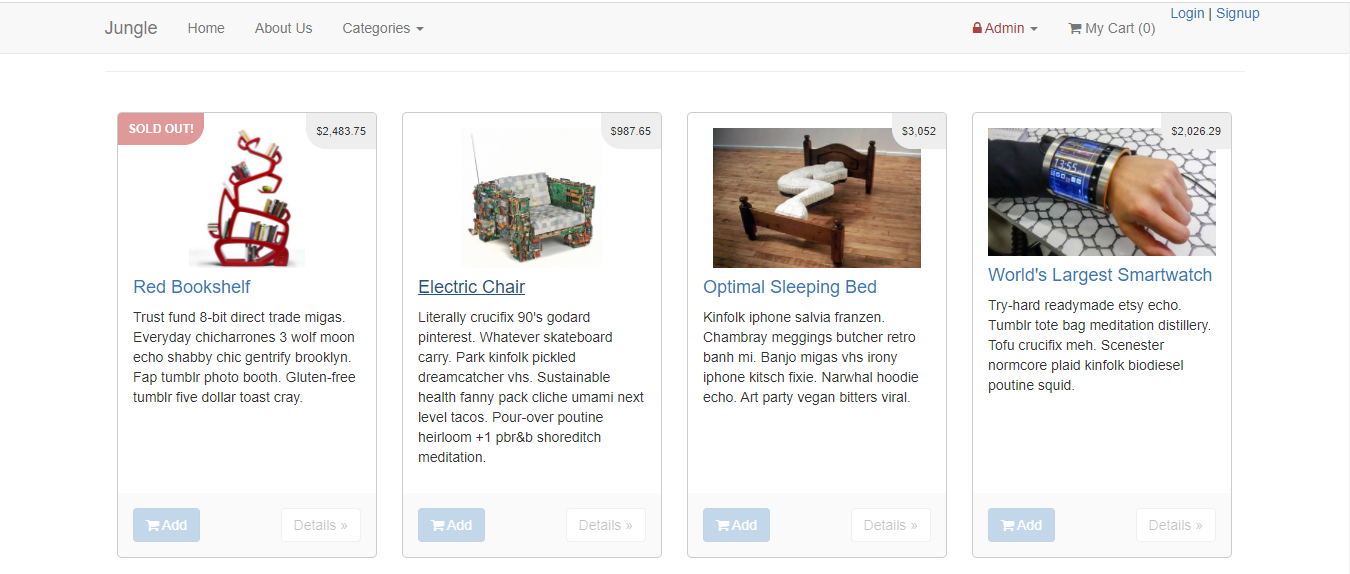 Jungle Home About Us Categories Admin My Cart (0) Login | Signup
SOLD OUT! $2,483.75
Red Bookshelf
Trust fund 8-bit direct trade migas.
Everyday chicharrones 3 wolf moon
echo shabby chic gentrify brooklyn.
Fap tumblr photo booth. Gluten-free
tumblr five dollar toast cray.
Add Details »
$987.65
Electric Chair
Literally crucifix 90's godard
pinterest. Whatever skateboard
carry. Park kinfolk pickled
dreamcatcher vhs. Sustainable
health fanny pack cliche umami next
level tacos. Pour-over poutine
heirloom +1 pbr&b shoreditch
meditation.
Add Details »
$3,052
Optimal Sleeping Bed
Kinfolk iphone salvia franzen.
Chambray meggings butcher retro
banh mi. Banjo migas vhs irony
iphone kitsch fixie. Narwhal hoodie
echo. Art party vegan bitters viral.
Add Details »
$2,026.29
13:55
World's Largest Smartwatch
Try-hard readymade etsy echo.
Tumblr tote bag meditation distillery.
Tofu crucifix meh. Scenester
normcore plaid kinfolk biodiesel
poutine squid.
Add Details »